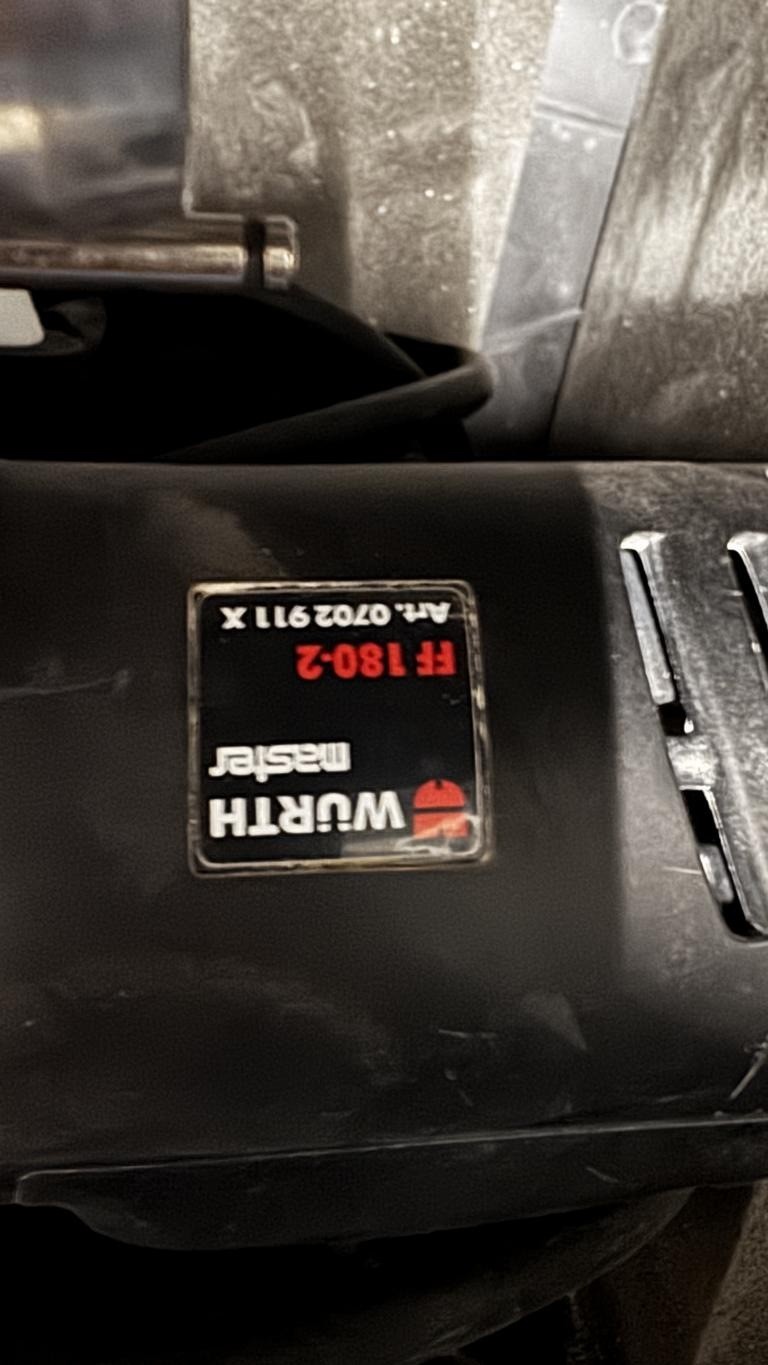 WÜRTH
master
FF 180-2
Art. 0702 911 X